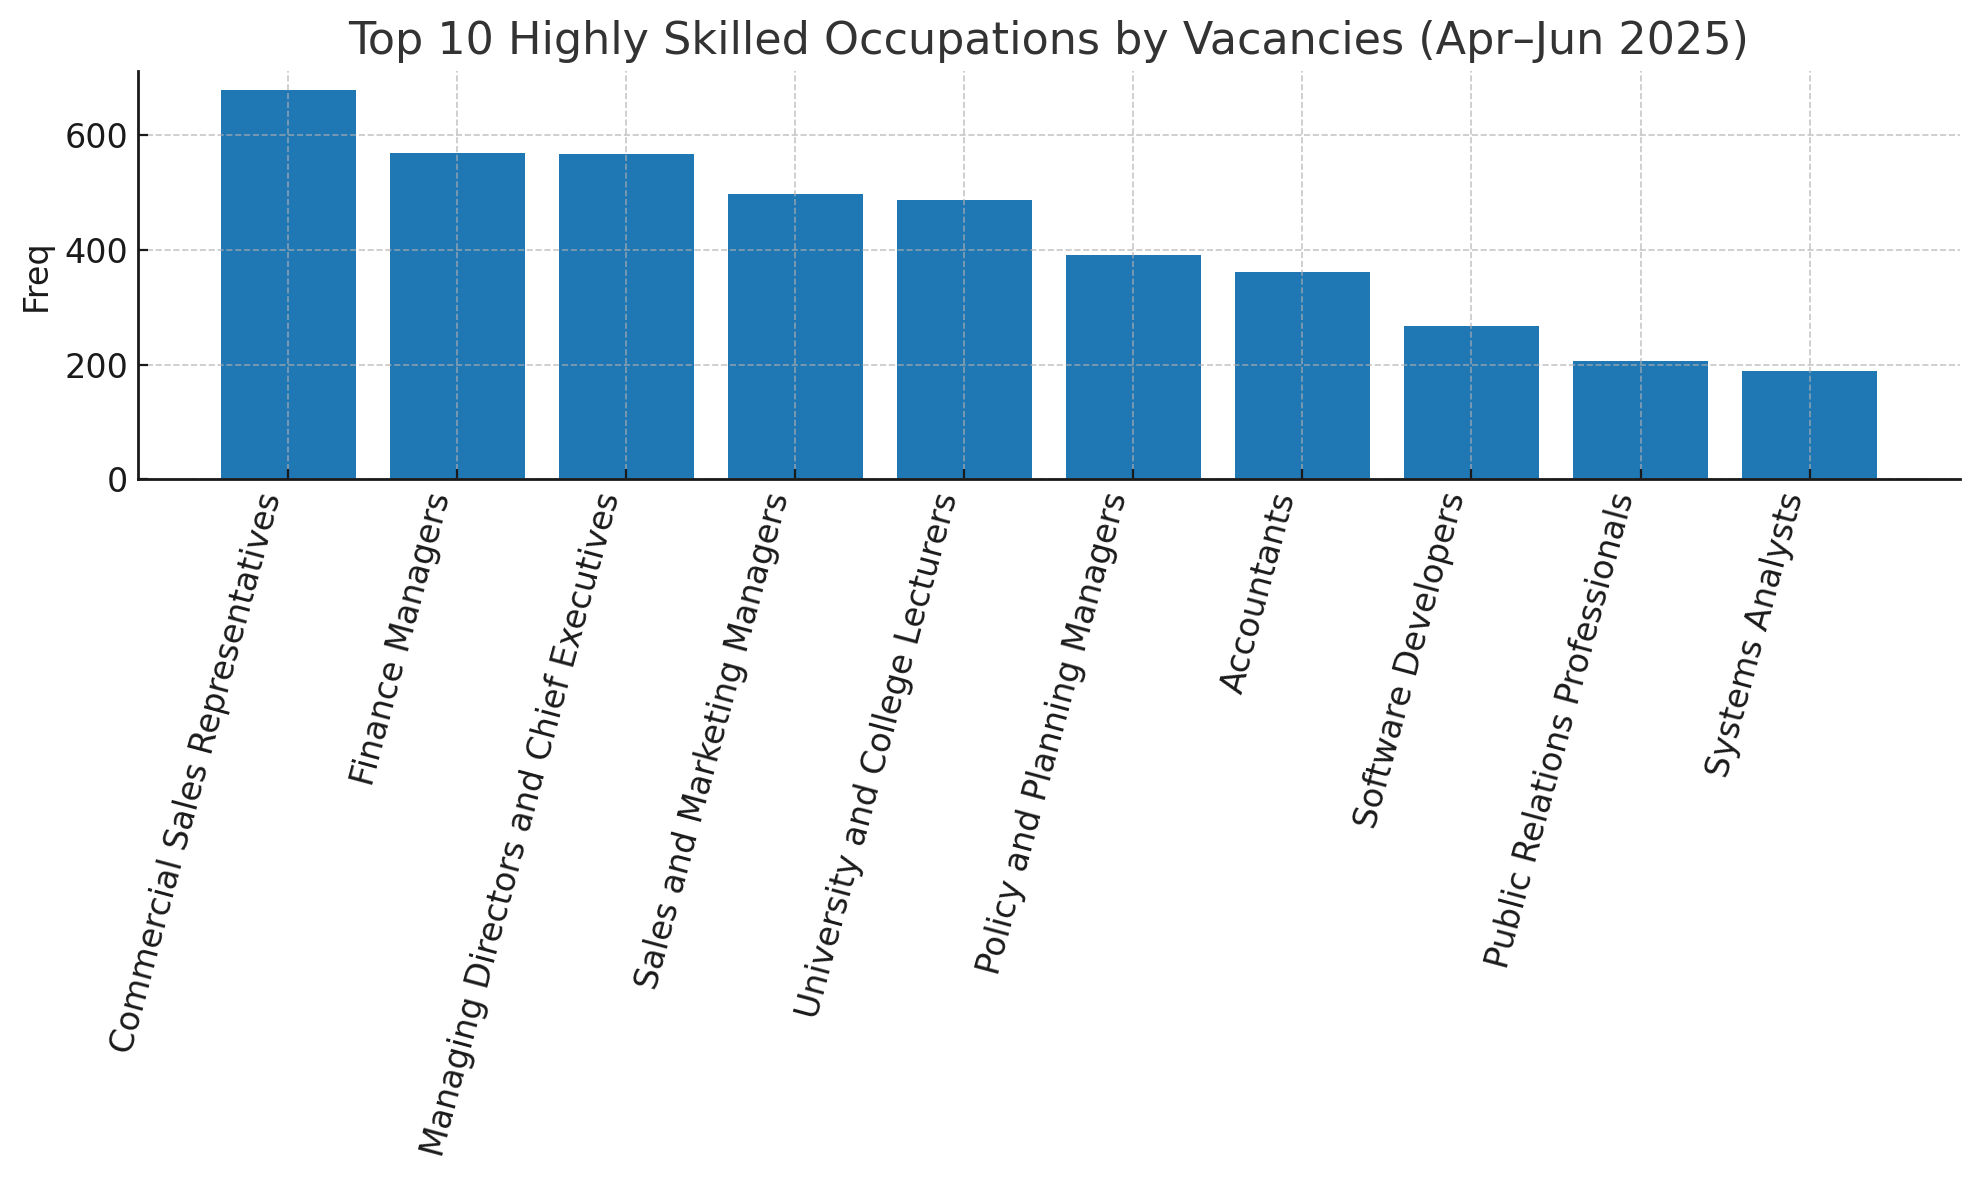 Top 10 Highly Skilled Occupations by Vacancies (Apr–Jun 2025)
Freq
600
400
200
0
Commercial Sales Representatives
Finance Managers
Managing Directors and Chief Executives
Sales and Marketing Managers
University and College Lecturers
Policy and Planning Managers
Accountants
Software Developers
Public Relations Professionals
Systems Analysts